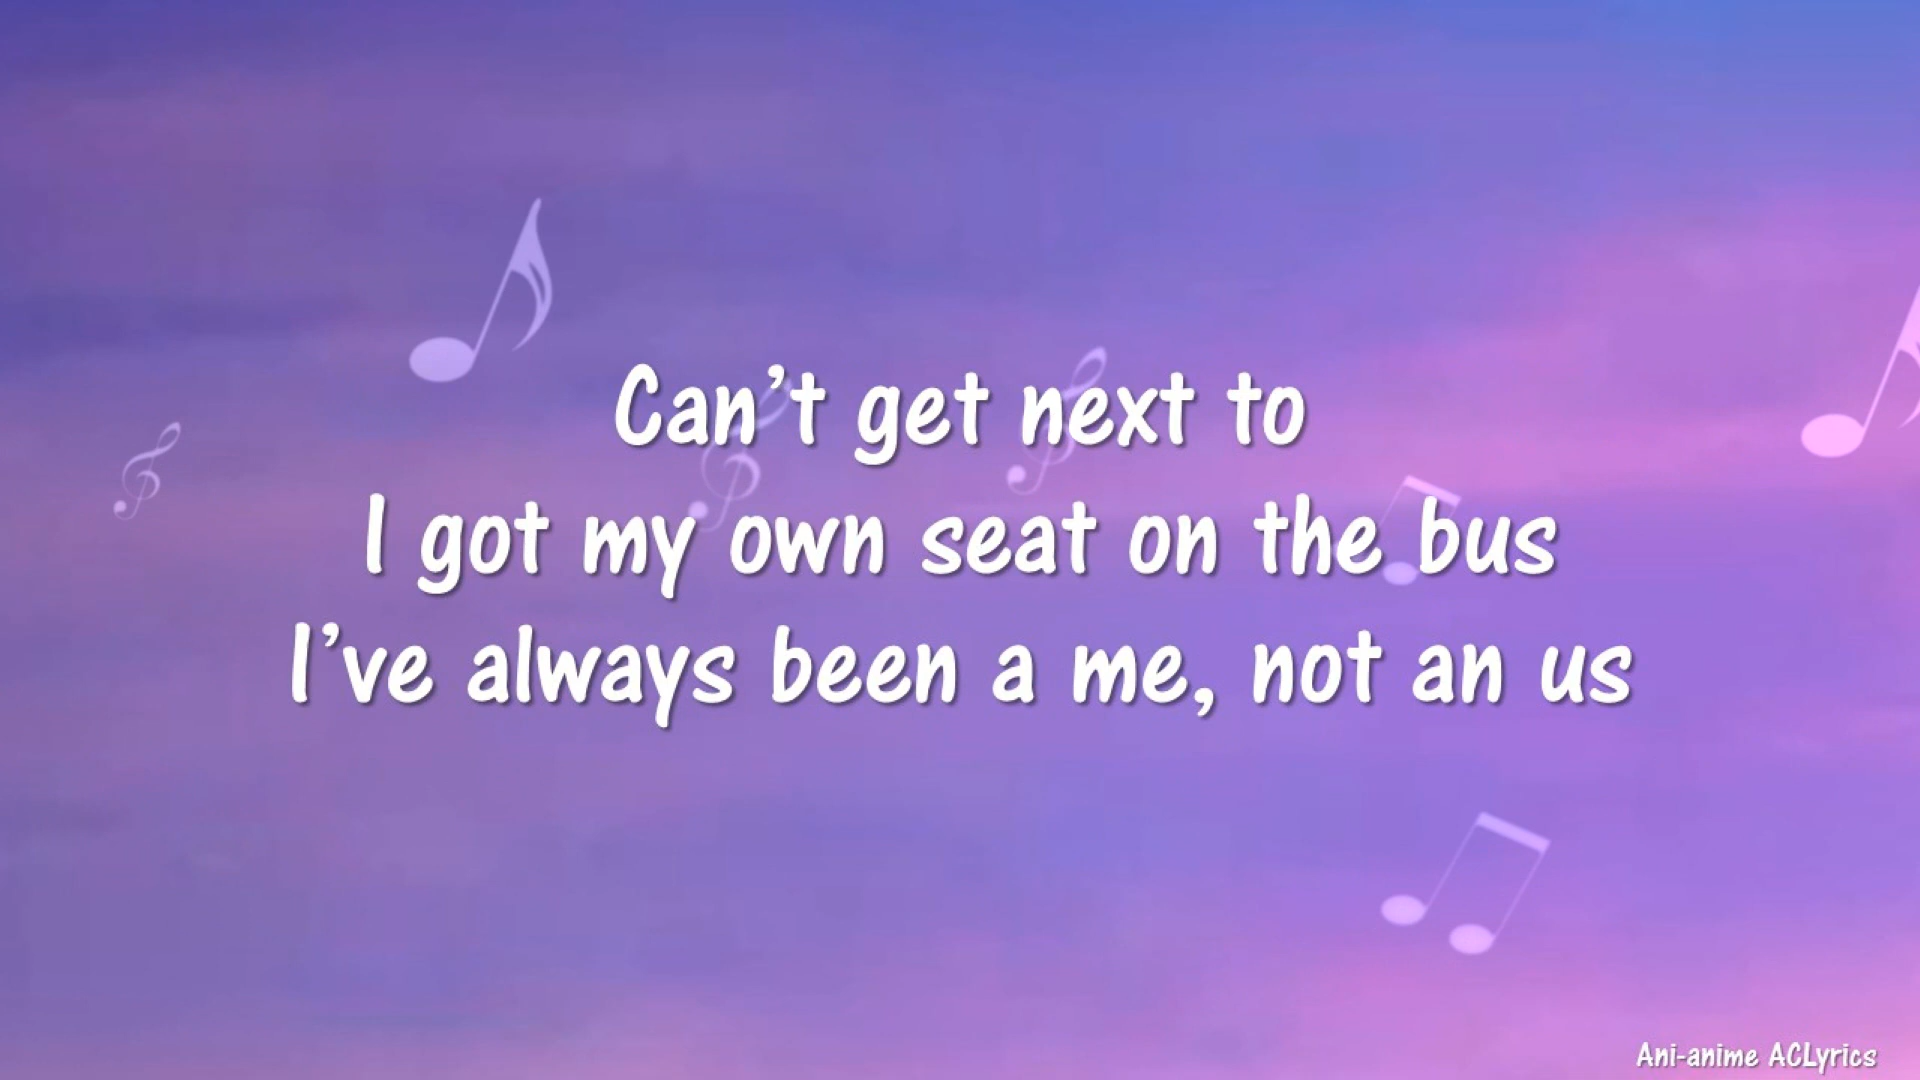 Can't get next to
I got my own seat on the bus
I've always been a me, not an us
Ani-anime ACLyrics